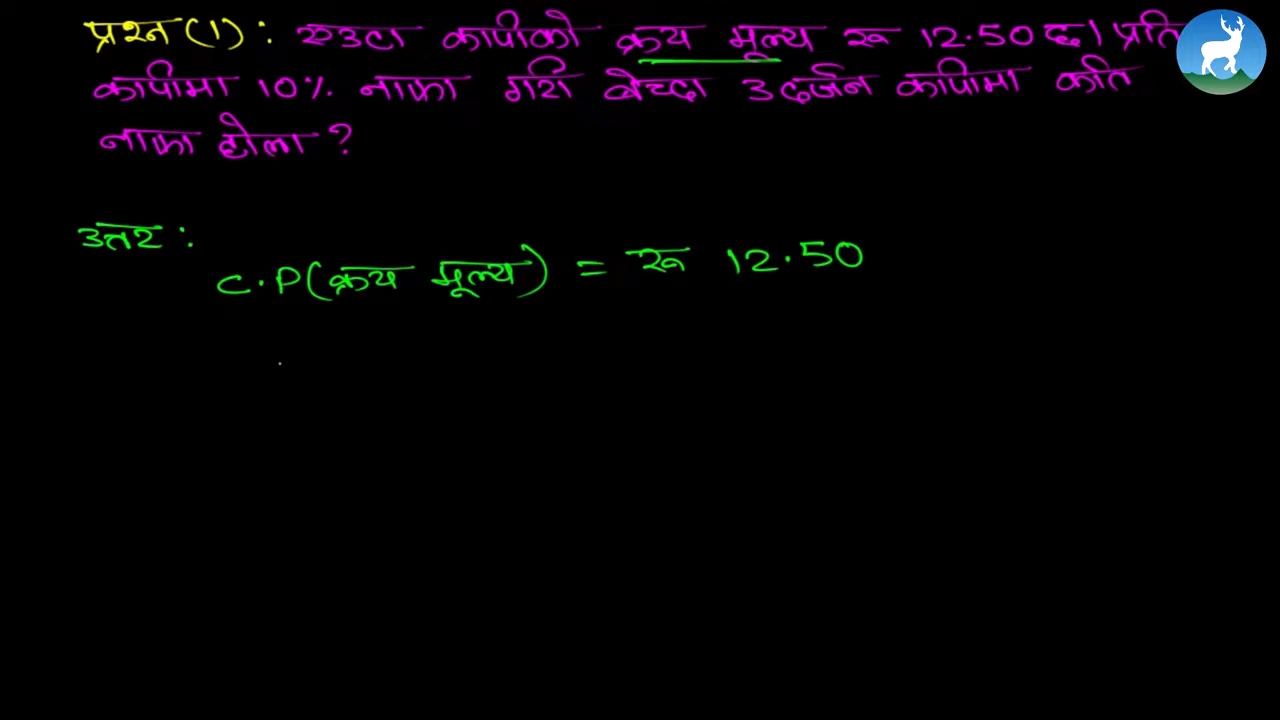 प्रश्न (1) : एउटा कापीको क्रय मूल्य रू 12.50 छ। प्रति
कापीमा 10% नाफा गरी बेच्दा 3 दर्जन कापीमा कति
नाफा होला ?
उत्तर :
C.P (क्रय मूल्य) = रू 12.50